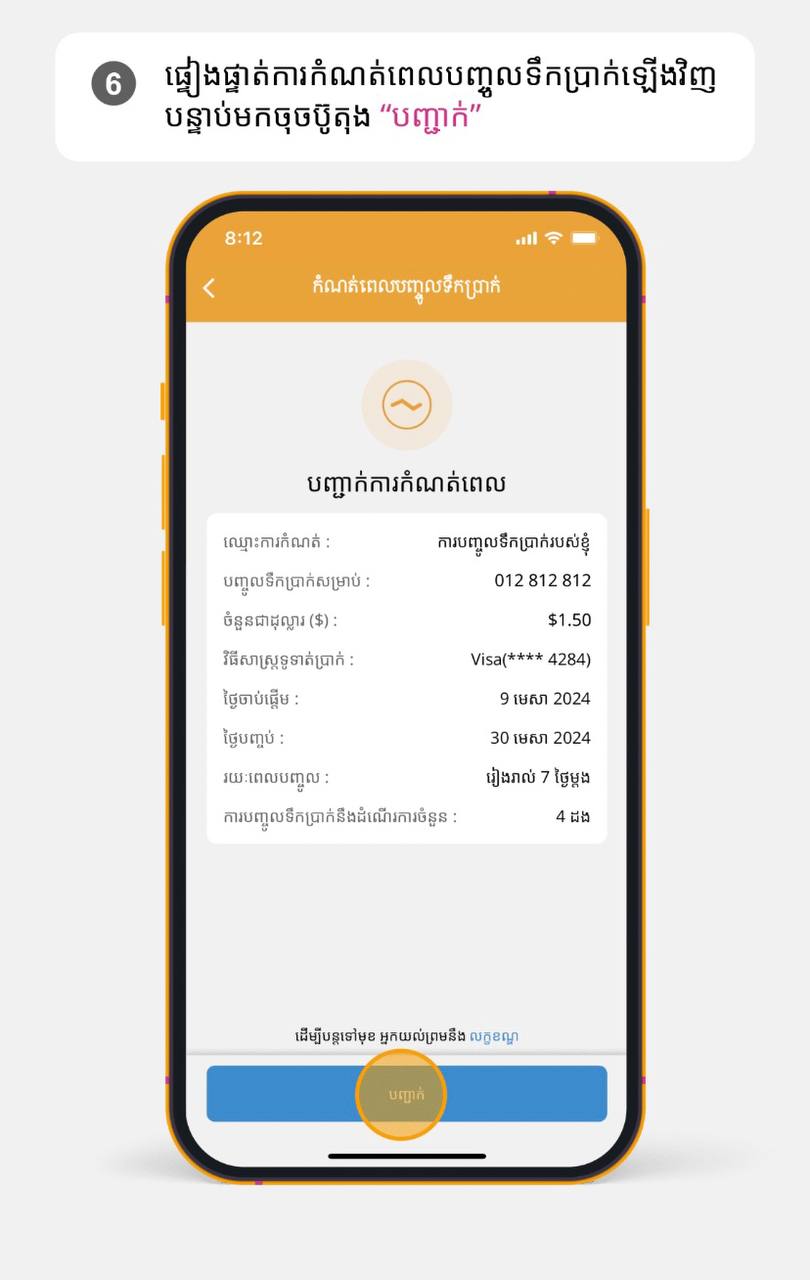 6
ផ្ទៀងផ្ទាត់ការកំណត់ពេលបញ្ចូលទឹកប្រាក់ឡើងវិញ
បន្ទាប់មកចុចប៊ូតុង “បញ្ជាក់”
8:12
កំណត់ពេលបញ្ចូលទឹកប្រាក់
បញ្ជាក់ការកំណត់ពេល
ឈ្មោះការកំណត់ : ការបញ្ចូលទឹកប្រាក់របស់ខ្ញុំ
បញ្ចូលទឹកប្រាក់សម្រាប់ : 012 812 812
ចំនួនជាដុល្លារ ($) : $1.50
វិធីសាស្ត្រទូទាត់ប្រាក់ : Visa(**** 4284)
ថ្ងៃចាប់ផ្តើម : 9 មេសា 2024
ថ្ងៃបញ្ចប់ : 30 មេសា 2024
រយៈពេលបញ្ចូល : រៀងរាល់ 7 ថ្ងៃម្តង
ការបញ្ចូលទឹកប្រាក់នឹងដំណើរការចំនួន : 4 ដង
ដើម្បីបន្តទៅមុខ អ្នកយល់ព្រមនឹង លក្ខខណ្ឌ
បញ្ជាក់